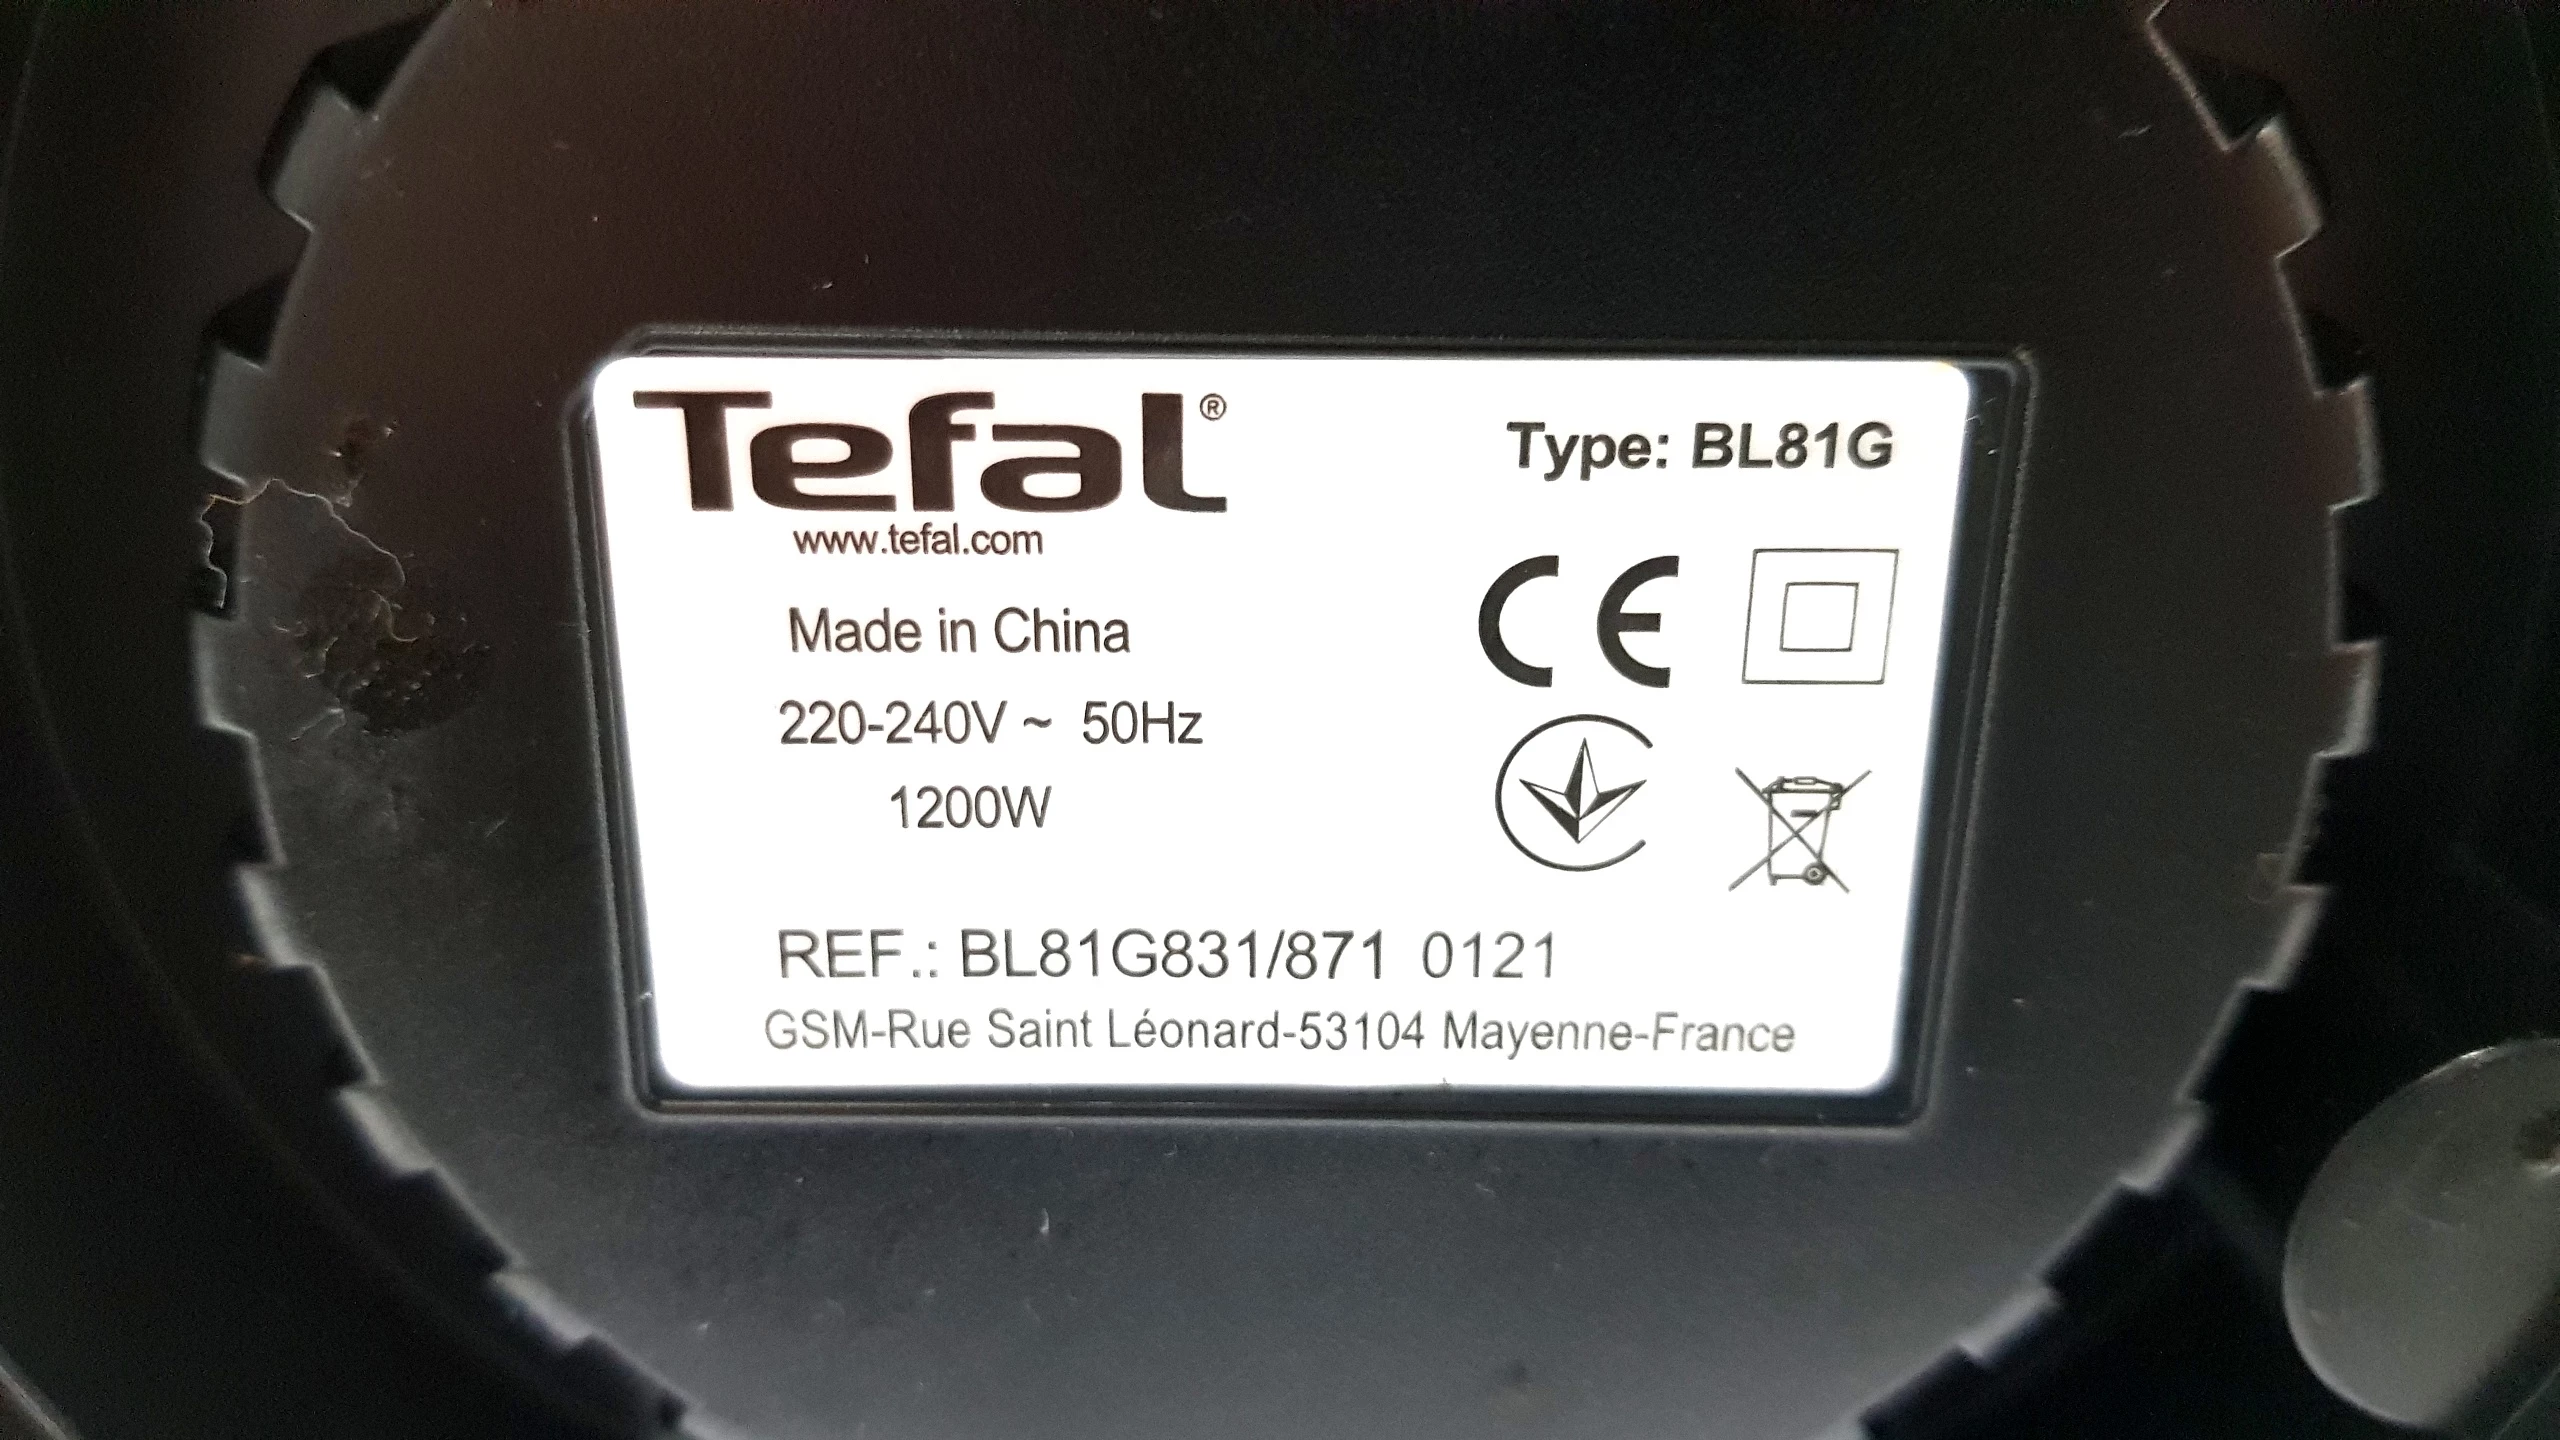 Tefal®
www.tefal.com
Type: BL81G
Made in China
CE
220-240V ~ 50Hz
1200W
REF.: BL81G831/871 0121
GSM-Rue Saint Léonard-53104 Mayenne-France